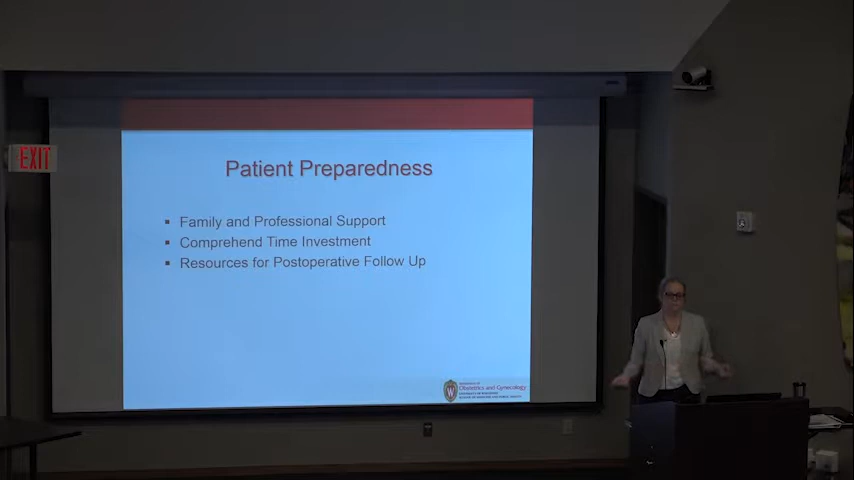 EXIT
Patient Preparedness
▪ Family and Professional Support
▪ Comprehend Time Investment
▪ Resources for Postoperative Follow Up
W
Obstetrics and Gynecology